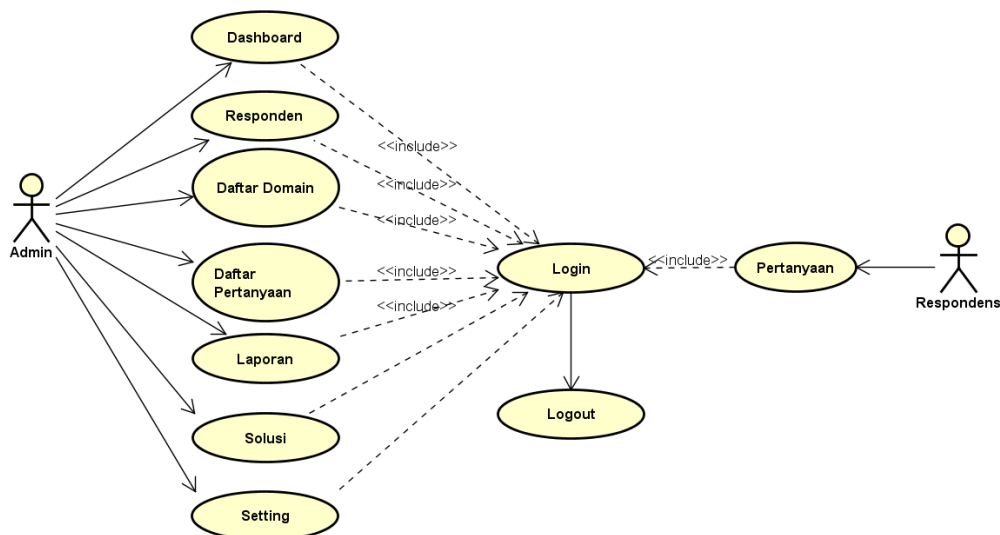 Dashboard
Responden
<<include>>
Daftar Domain
<<include>>
<<include>>
Admin
Daftar
Pertanyaan
<<include>>
Login
<<include>>
Pertanyaan
Respondens
<<include>>
Laporan
Logout
Solusi
Setting